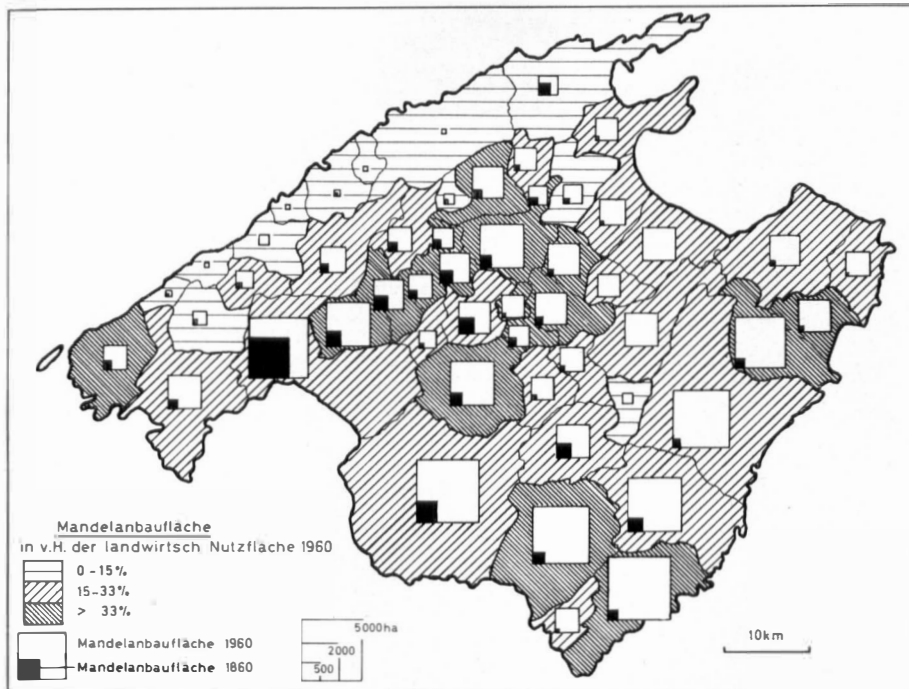 Mandelanbaufläche
in v.H. der landwirtsch Nutzfläche 1960
0-15%
15-33%
> 33%
Mandelanbaufläche 1960
Mandelanbaufläche 1860
5000ha
2000
500
10km